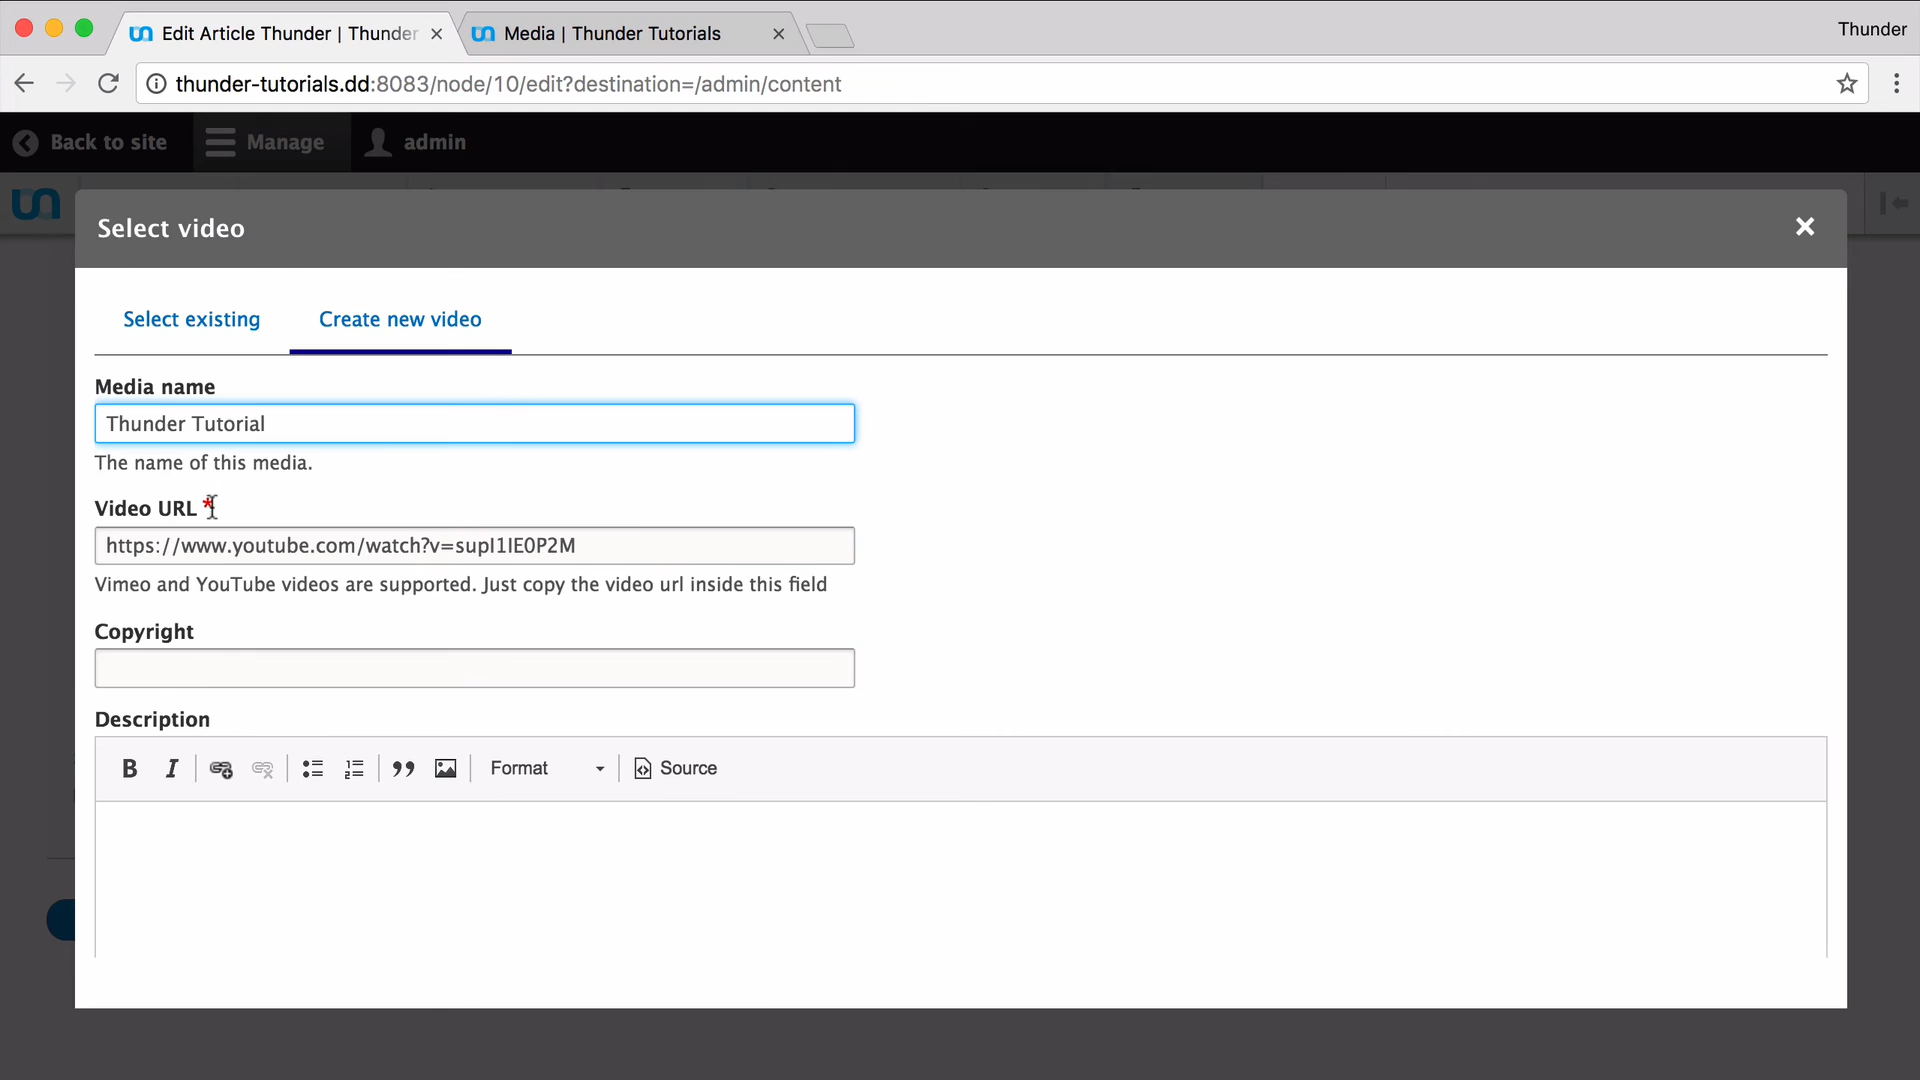 Edit Article Thunder | Thunder
Media | Thunder Tutorials
Thunder
thunder-tutorials.dd:8083/node/10/edit?destination=/admin/content
Back to site
Manage
admin
Select video
Select existing
Create new video
Media name
Thunder Tutorial
The name of this media.
Video URL *
https://www.youtube.com/watch?v=supI1IE0P2M
Vimeo and YouTube videos are supported. Just copy the video url inside this field
Copyright
Description
B I Format Source